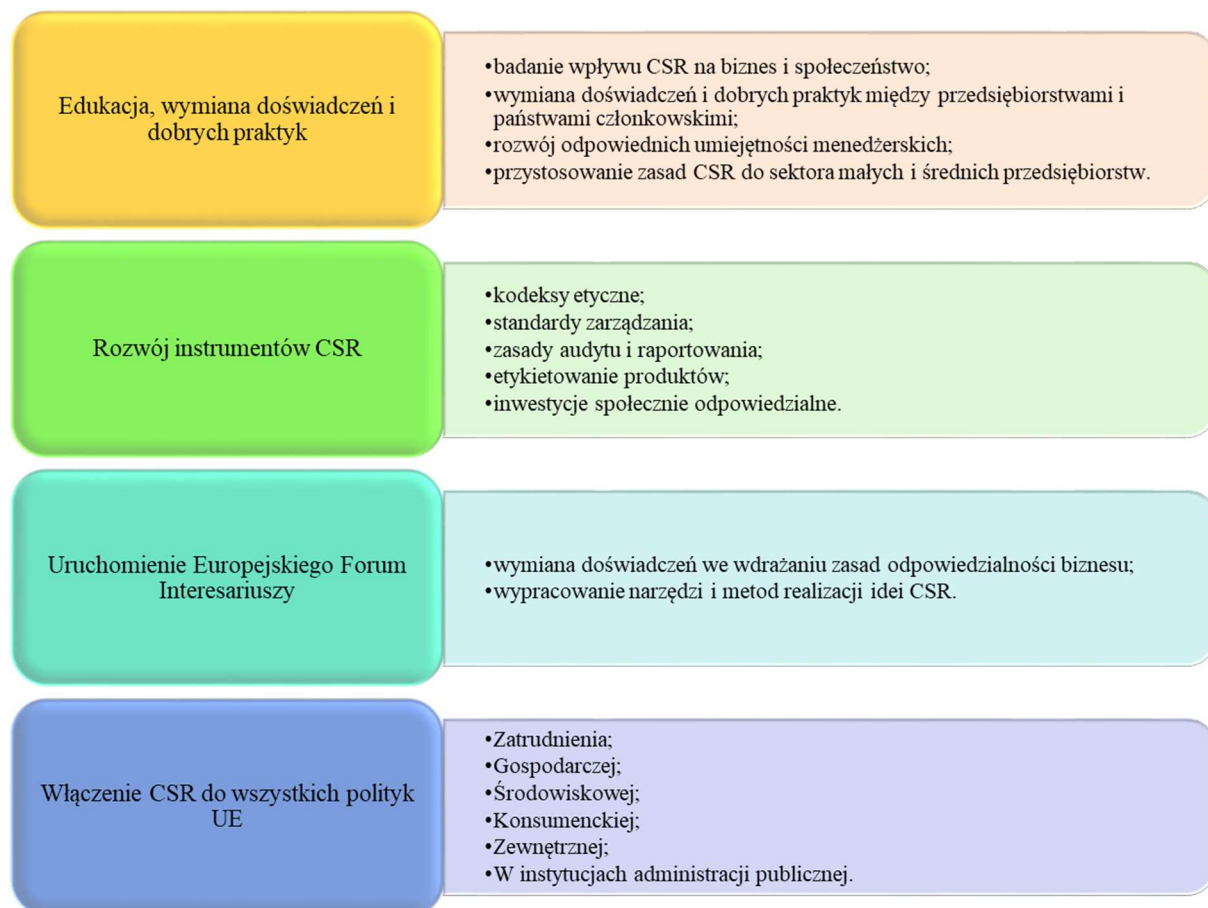 Edukacja, wymiana doświadczeń i
dobrych praktyk
•badanie wpływu CSR na biznes i społeczeństwo;
•wymiana doświadczeń i dobrych praktyk między przedsiębiorstwami i
państwami członkowskimi;
•rozwój odpowiednich umiejętności menedżerskich;
•przystosowanie zasad CSR do sektora małych i średnich przedsiębiorstw.
Rozwój instrumentów CSR
•kodeksy etyczne;
•standardy zarządzania;
•zasady audytu i raportowania;
•etykietowanie produktów;
•inwestycje społecznie odpowiedzialne.
Uruchomienie Europejskiego Forum
Interesariuszy
•wymiana doświadczeń we wdrażaniu zasad odpowiedzialności biznesu;
•wypracowanie narzędzi i metod realizacji idei CSR.
Włączenie CSR do wszystkich polityk
UE
•Zatrudnienia;
•Gospodarczej;
•Środowiskowej;
•Konsumenckiej;
•Zewnętrznej;
•W instytucjach administracji publicznej.